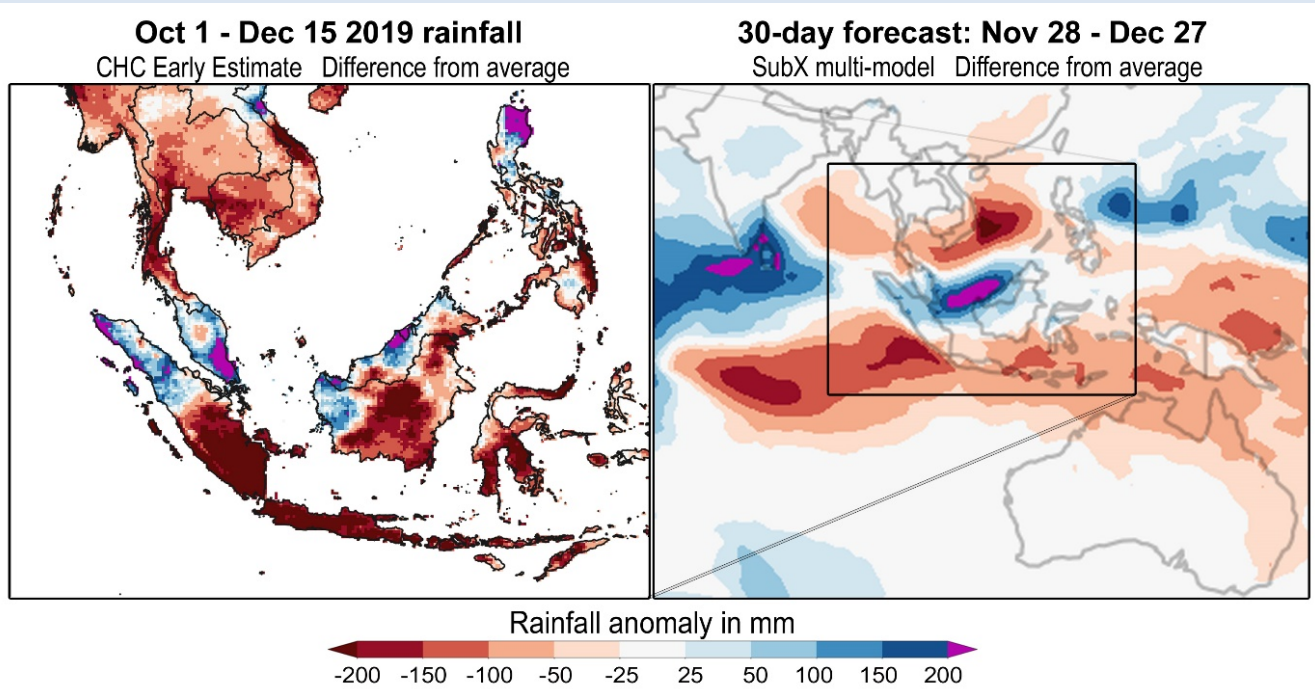 Oct 1 - Dec 15 2019 rainfall
CHC Early Estimate Difference from average
30-day forecast: Nov 28 - Dec 27
SubX multi-model Difference from average
Rainfall anomaly in mm
-200 -150 -100 -50 -25 25 50 100 150 200